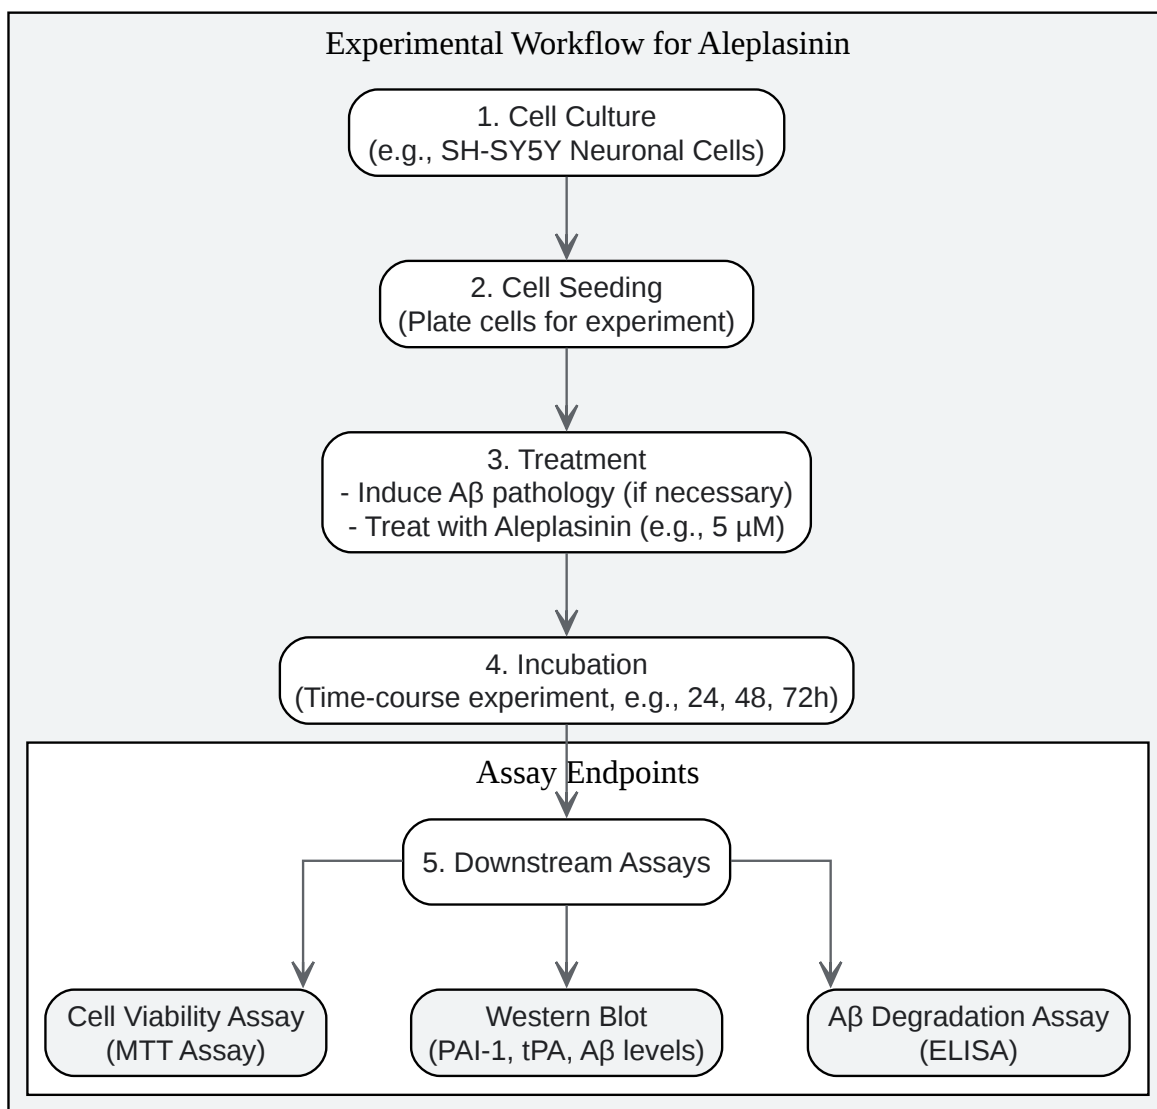 Experimental Workflow for Aleplasinin
1. Cell Culture
(e.g., SH-SY5Y Neuronal Cells)
2. Cell Seeding
(Plate cells for experiment)
3. Treatment
- Induce Aβ pathology (if necessary)
- Treat with Aleplasinin (e.g., 5 µM)
4. Incubation
(Time-course experiment, e.g., 24, 48, 72h)
Assay Endpoints
5. Downstream Assays
Cell Viability Assay
(MTT Assay)
Western Blot
(PAI-1, tPA, Aβ levels)
Aβ Degradation Assay
(ELISA)